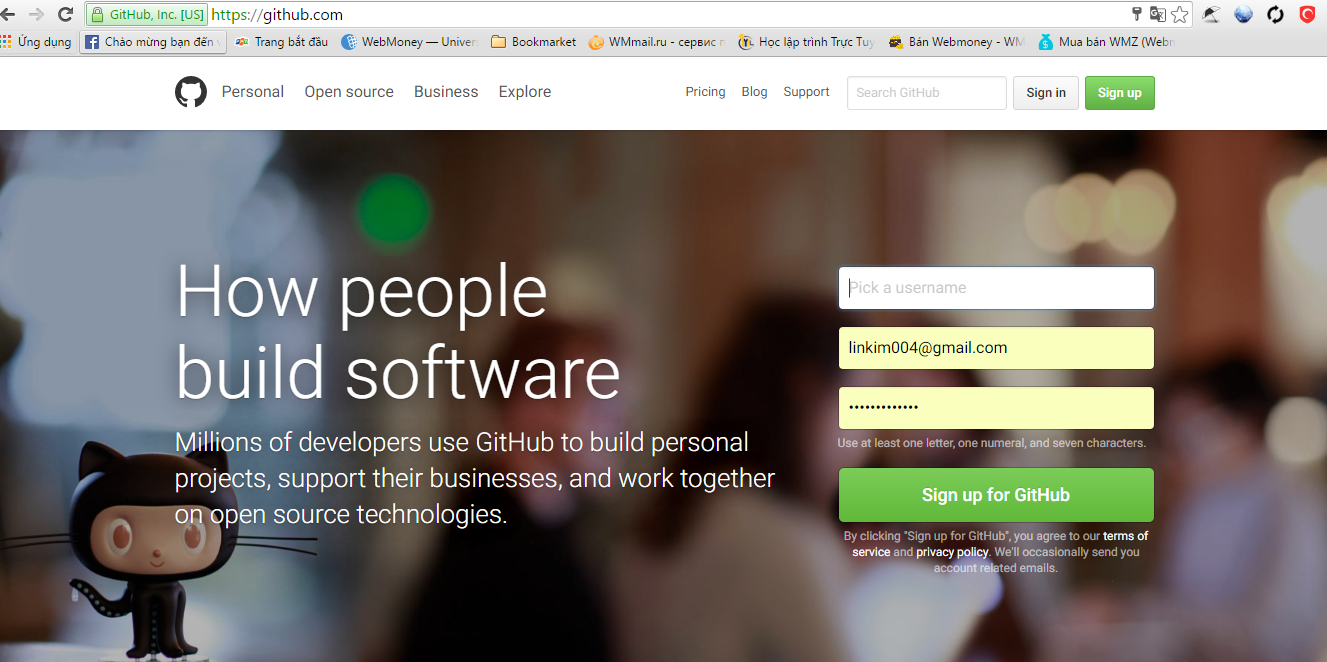 GitHub, Inc. [US] https://github.com
Ứng dụng Chào mừng bạn đến v Trang bắt đầu WebMoney — Univers Bookmarket WMmail.ru - сервис п Học lập trình Trực Tuy Bán Webmoney - WM Mua bán WMZ (Webm
Personal Open source Business Explore Pricing Blog Support Search GitHub Sign in Sign up
How people
build software
Millions of developers use GitHub to build personal
projects, support their businesses, and work together
on open source technologies.
Pick a username
linkim004@gmail.com
•••••••••••••
Use at least one letter, one numeral, and seven characters.
Sign up for GitHub
By clicking "Sign up for GitHub", you agree to our terms of
service and privacy policy. We'll occasionally send you
account related emails.